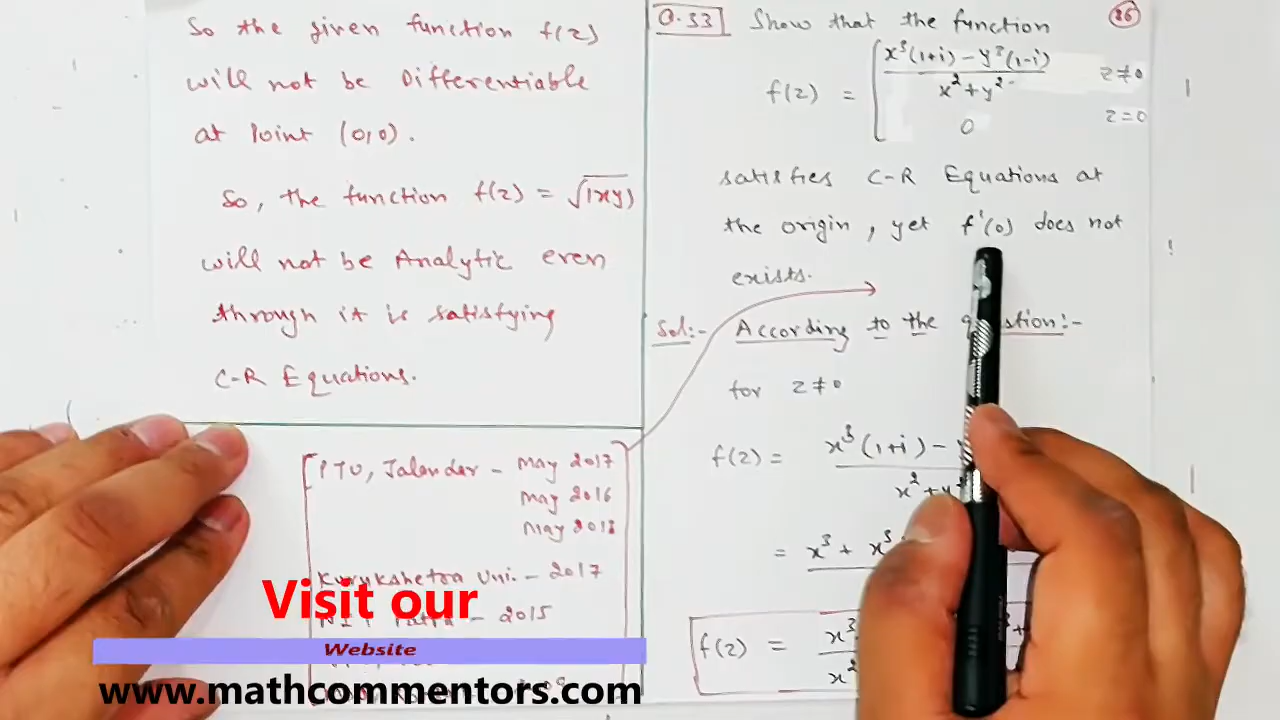 So the given function f(z)
will not be Differentiable
at Point (0,0).
So, the function f(z) = √|xy|
will not be Analytic even
through it is satisfying
C-R Equations.
[PTU, Jalander - May 2017
May 2016
May 2018
Kurukshetra Uni. - 2017
- 2015
Visit our
Website
www.mathcommentors.com
Q.33 Show that the function
26
f(z) = { x³(1+i) - y³(1-i) / x²+y² z≠0
0 z=0
satisfies C-R Equations at
the origin, yet f'(0) does not
exists.
Sol:- According to the question:-
for z≠0
f(z) = x³(1+i) -
x²+y²
= x³ + x³
f(z) = x³
x²